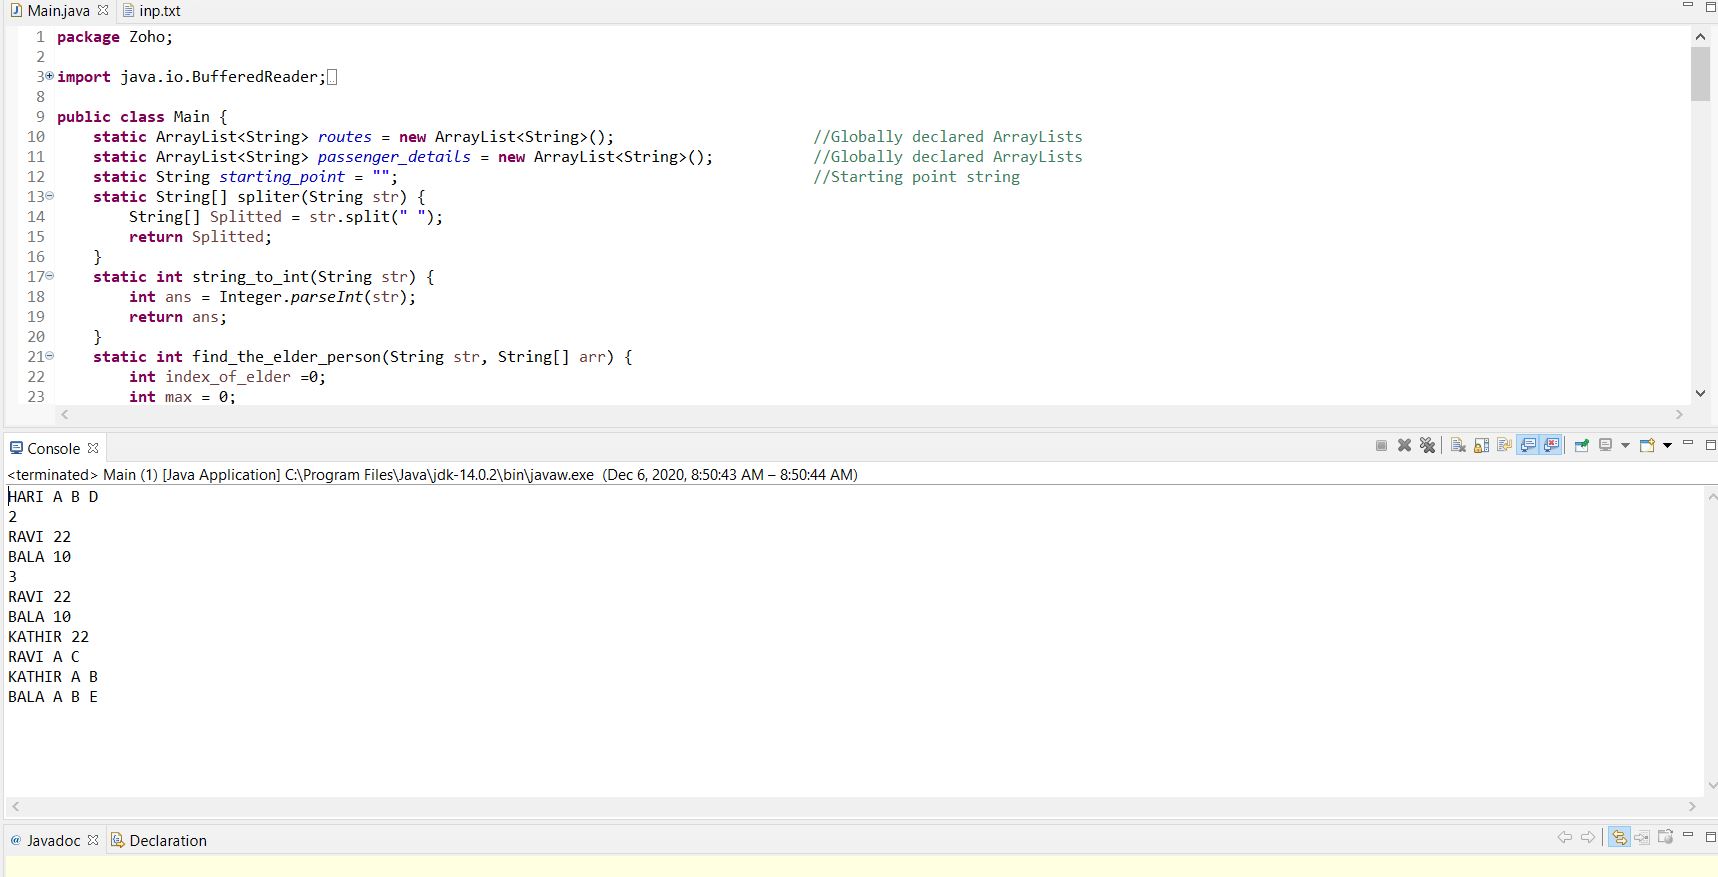 Main.java inp.txt
1 package Zoho;
2
3 import java.io.BufferedReader;
8
9 public class Main {
10 static ArrayList<String> routes = new ArrayList<String>(); //Globally declared ArrayLists
11 static ArrayList<String> passenger_details = new ArrayList<String>(); //Globally declared ArrayLists
12 static String starting_point = ""; //Starting point string
13 static String[] spliter(String str) {
14 String[] Splitted = str.split(" ");
15 return Splitted;
16 }
17 static int string_to_int(String str) {
18 int ans = Integer.parseInt(str);
19 return ans;
20 }
21 static int find_the_elder_person(String str, String[] arr) {
22 int index_of_elder =0;
23 int max = 0;
Console
<terminated> Main (1) [Java Application] C:\Program Files\Java\jdk-14.0.2\bin\javaw.exe (Dec 6, 2020, 8:50:43 AM – 8:50:44 AM)
HARI A B D
2
RAVI 22
BALA 10
3
RAVI 22
BALA 10
KATHIR 22
RAVI A C
KATHIR A B
BALA A B E
@ Javadoc Declaration